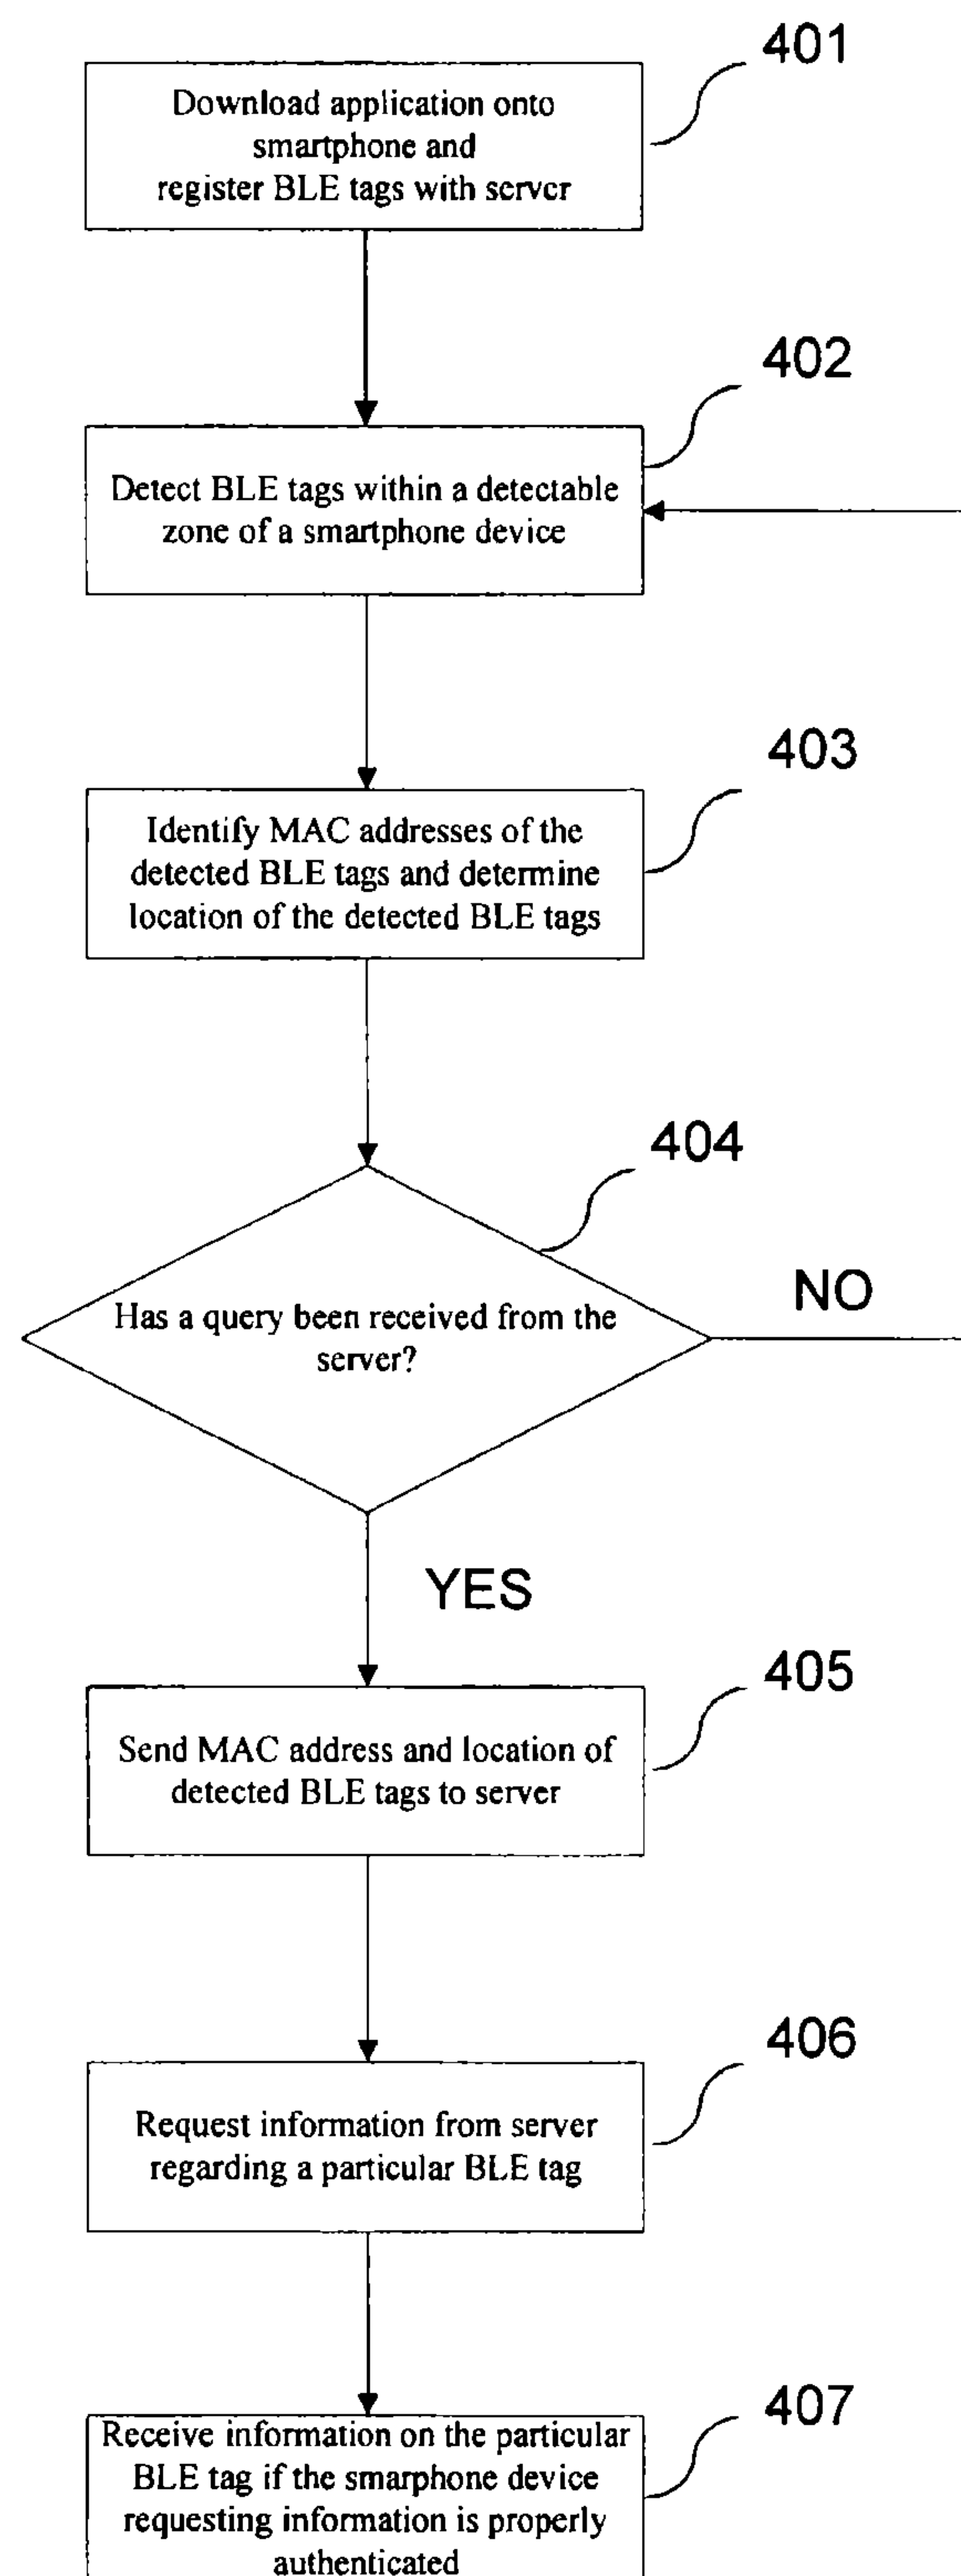 401
Download application onto
smartphone and
register BLE tags with server
402
Detect BLE tags within a detectable
zone of a smartphone device
403
Identify MAC addresses of the
detected BLE tags and determine
location of the detected BLE tags
404
Has a query been received from the
server?
NO
YES
405
Send MAC address and location of
detected BLE tags to server
406
Request information from server
regarding a particular BLE tag
407
Receive information on the particular
BLE tag if the smarphone device
requesting information is properly
authenticated